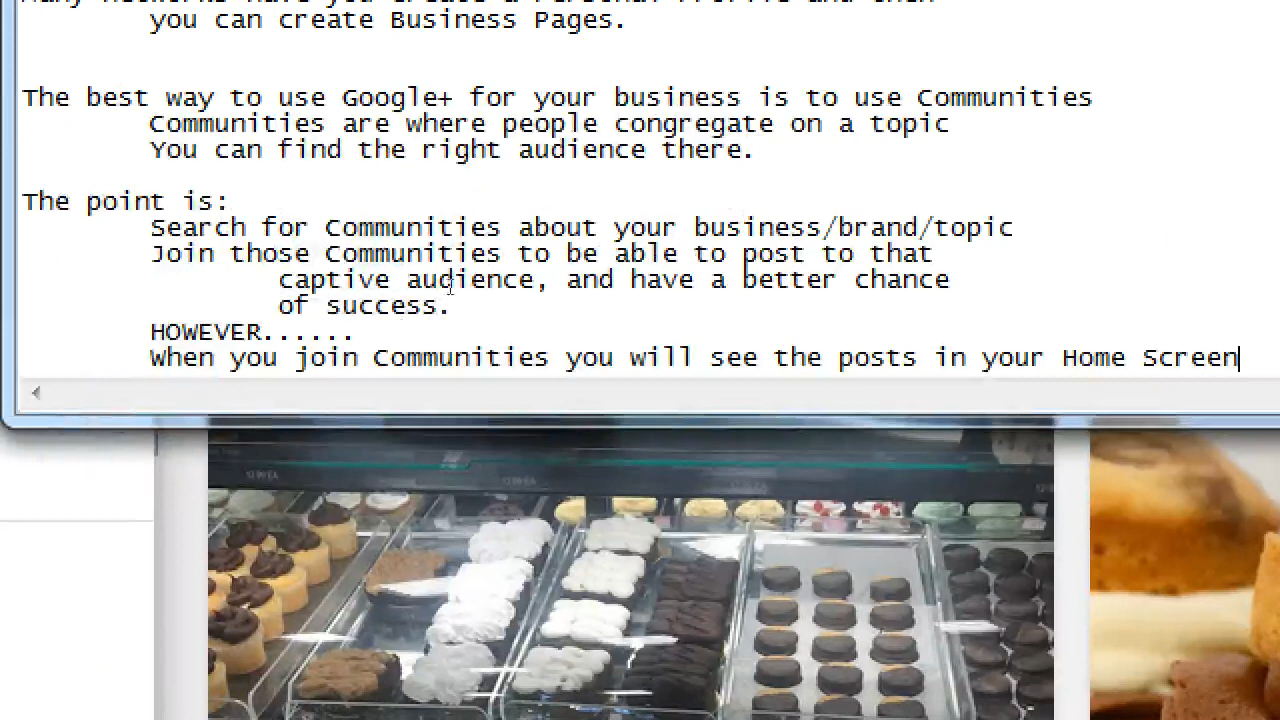 you can create Business Pages.
The best way to use Google+ for your business is to use Communities
Communities are where people congregate on a topic
You can find the right audience there.
The point is:
Search for Communities about your business/brand/topic
Join those Communities to be able to post to that
captive audience, and have a better chance
of success.
HOWEVER......
When you join Communities you will see the posts in your Home Screen